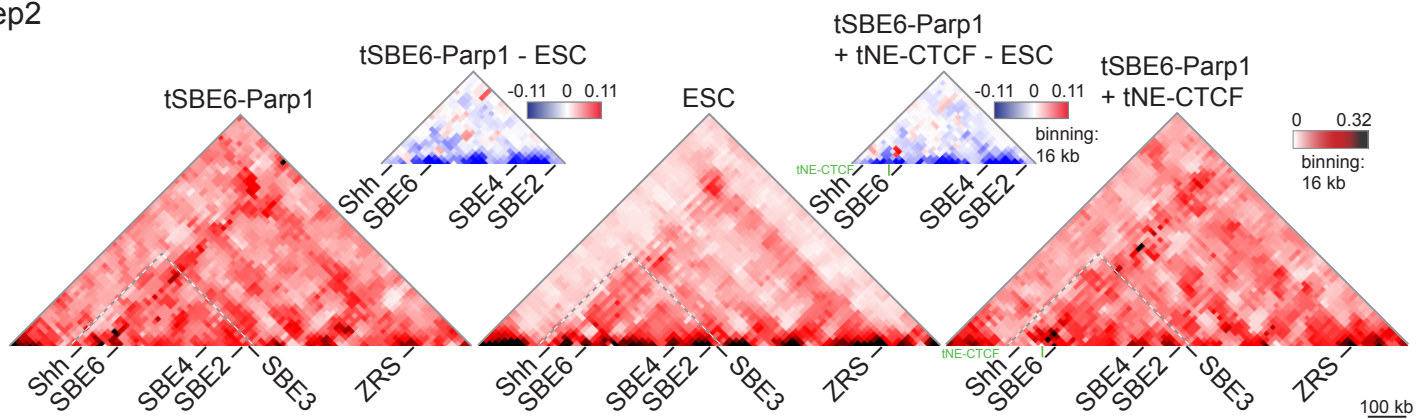 ep2
tSBE6-Parp1
tSBE6-Parp1 - ESC
-0.11 0 0.11
Shh
SBE6
SBE4
SBE2
ESC
tSBE6-Parp1
+ tNE-CTCF - ESC
-0.11 0 0.11
binning:
16 kb
tNE-CTCF
Shh
SBE6
SBE4
SBE2
tSBE6-Parp1
+ tNE-CTCF
0 0.32
binning:
16 kb
Shh
SBE6
SBE4
SBE2
SBE3
ZRS
Shh
SBE6
SBE4
SBE2
SBE3
ZRS
tNE-CTCF
Shh
SBE6
SBE4
SBE2
SBE3
ZRS
100 kb